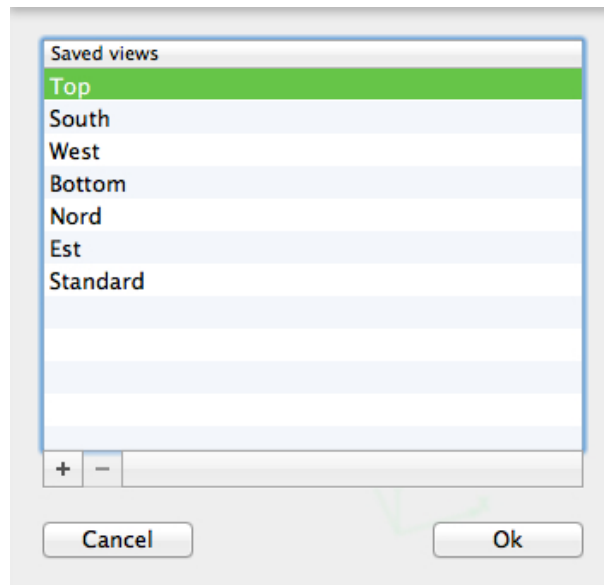 Saved views
Top
South
West
Bottom
Nord
Est
Standard
+ −
Cancel Ok